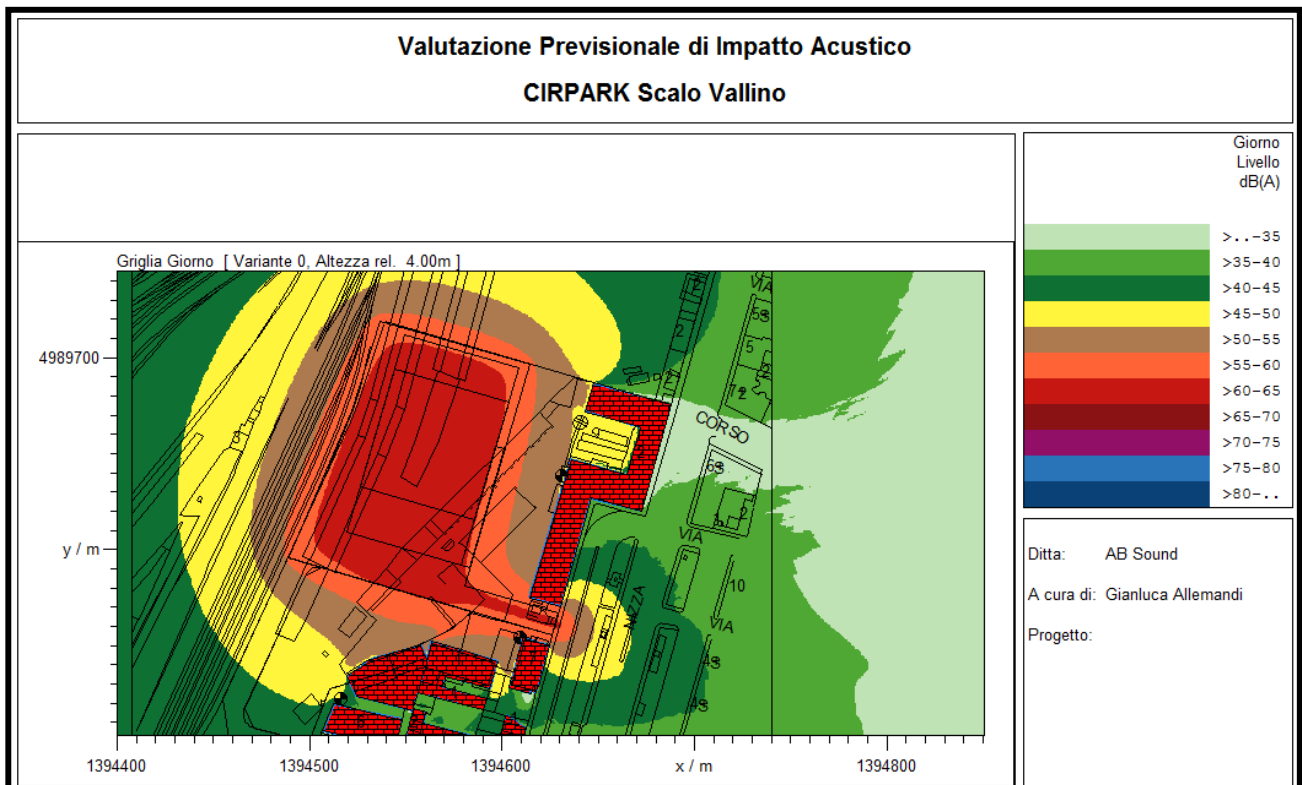 Valutazione Previsionale di Impatto Acustico
CIRPARK Scalo Vallino
Giorno
Livello
dB(A)
>..-35
>35-40
>40-45
>45-50
>50-55
>55-60
>60-65
>65-70
>70-75
>75-80
>80-..
Griglia Giorno [ Variante 0, Altezza rel. 4.00m ]
4989700
y / m
VIA
5
2
2
CORSO
VIA
10
NIZZA
VIA
1394400
1394500
1394600
x / m
1394800
Ditta: AB Sound
A cura di: Gianluca Allemandi
Progetto: